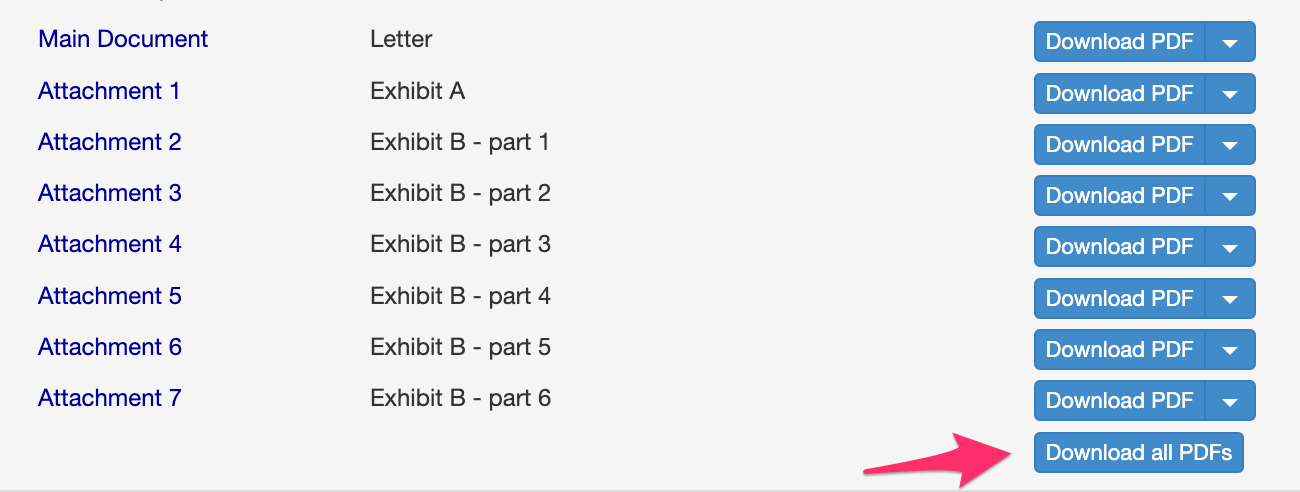 Main Document Letter Download PDF
Attachment 1 Exhibit A Download PDF
Attachment 2 Exhibit B - part 1 Download PDF
Attachment 3 Exhibit B - part 2 Download PDF
Attachment 4 Exhibit B - part 3 Download PDF
Attachment 5 Exhibit B - part 4 Download PDF
Attachment 6 Exhibit B - part 5 Download PDF
Attachment 7 Exhibit B - part 6 Download PDF
Download all PDFs